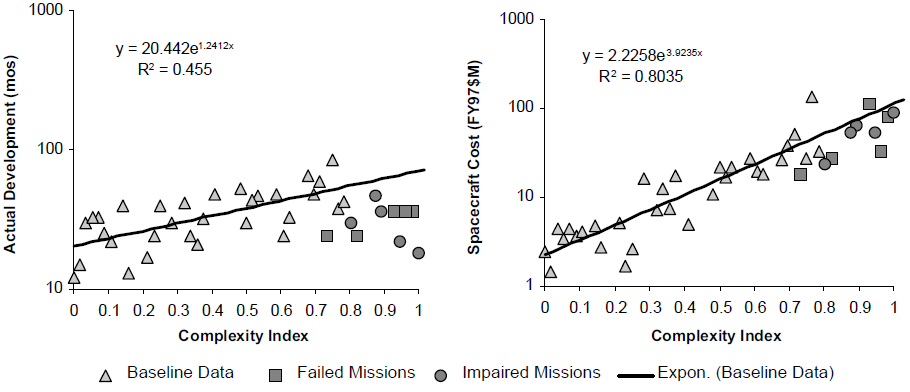 1000
100
10
Actual Development (mos)
y = 20.442e1.2412x
R2 = 0.455
0 0.1 0.2 0.3 0.4 0.5 0.6 0.7 0.8 0.9 1
Complexity Index
1000
100
10
1
Spacecraft Cost (FY97$M)
y = 2.2258e3.9235x
R2 = 0.8035
0 0.1 0.2 0.3 0.4 0.5 0.6 0.7 0.8 0.9 1
Complexity Index
Baseline Data Failed Missions Impaired Missions Expon. (Baseline Data)